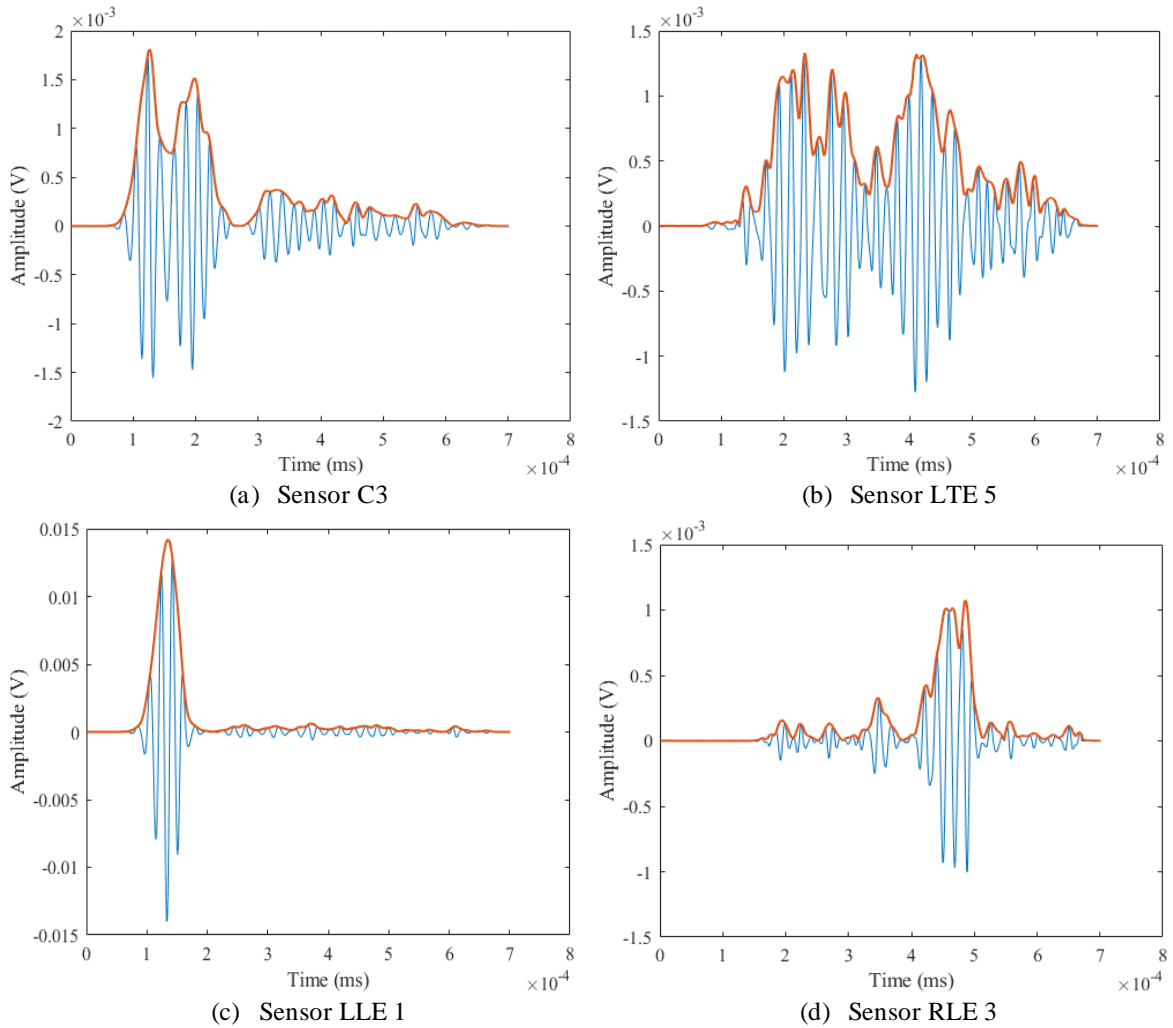 ×10⁻³
2
1.5
1
0.5
0
-0.5
-1
-1.5
-2
Amplitude (V)
0 1 2 3 4 5 6 7 8
Time (ms)
×10⁻⁴
(a) Sensor C3
×10⁻³
1.5
1
0.5
0
-0.5
-1
-1.5
Amplitude (V)
0 1 2 3 4 5 6 7 8
Time (ms)
×10⁻⁴
(b) Sensor LTE 5
0.015
0.01
0.005
0
-0.005
-0.01
-0.015
Amplitude (V)
0 1 2 3 4 5 6 7 8
Time (ms)
×10⁻⁴
(c) Sensor LLE 1
×10⁻³
1.5
1
0.5
0
-0.5
-1
-1.5
Amplitude (V)
0 1 2 3 4 5 6 7 8
Time (ms)
×10⁻⁴
(d) Sensor RLE 3